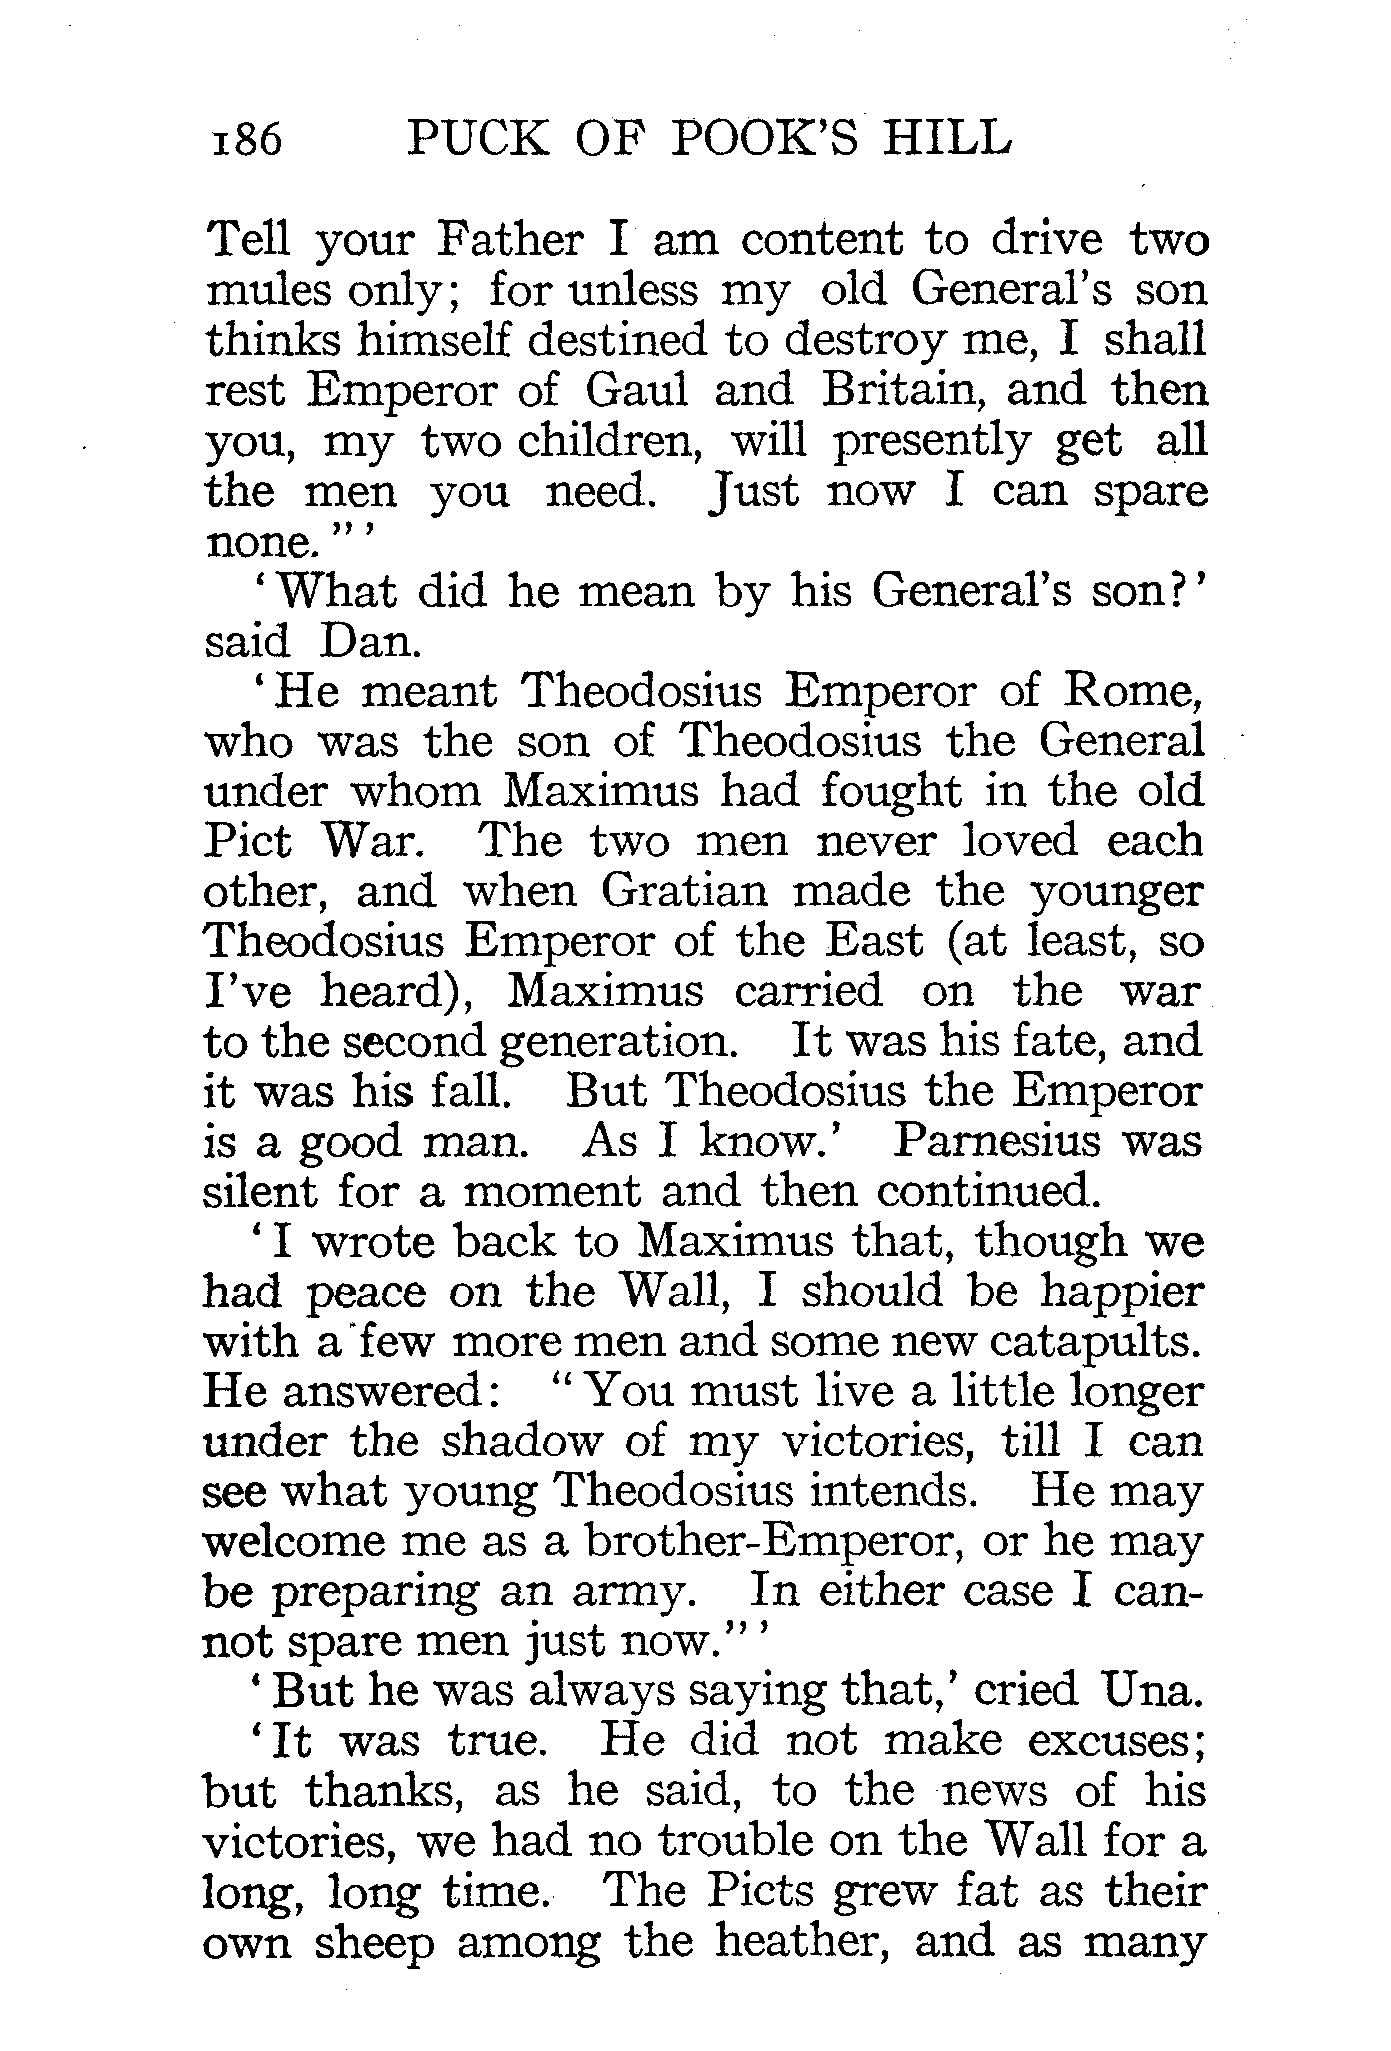 186 PUCK OF POOK'S HILL
Tell your Father I am content to drive two
mules only; for unless my old General's son
thinks himself destined to destroy me, I shall
rest Emperor of Gaul and Britain, and then
you, my two children, will presently get all
the men you need. Just now I can spare
none." '
'What did he mean by his General's son?'
said Dan.
'He meant Theodosius Emperor of Rome,
who was the son of Theodosius the General
under whom Maximus had fought in the old
Pict War. The two men never loved each
other, and when Gratian made the younger
Theodosius Emperor of the East (at least, so
I've heard), Maximus carried on the war
to the second generation. It was his fate, and
it was his fall. But Theodosius the Emperor
is a good man. As I know.' Parnesius was
silent for a moment and then continued.
'I wrote back to Maximus that, though we
had peace on the Wall, I should be happier
with a few more men and some new catapults.
He answered: "You must live a little longer
under the shadow of my victories, till I can
see what young Theodosius intends. He may
welcome me as a brother-Emperor, or he may
be preparing an army. In either case I can-
not spare men just now." '
'But he was always saying that,' cried Una.
'It was true. He did not make excuses;
but thanks, as he said, to the news of his
victories, we had no trouble on the Wall for a
long, long time. The Picts grew fat as their
own sheep among the heather, and as many